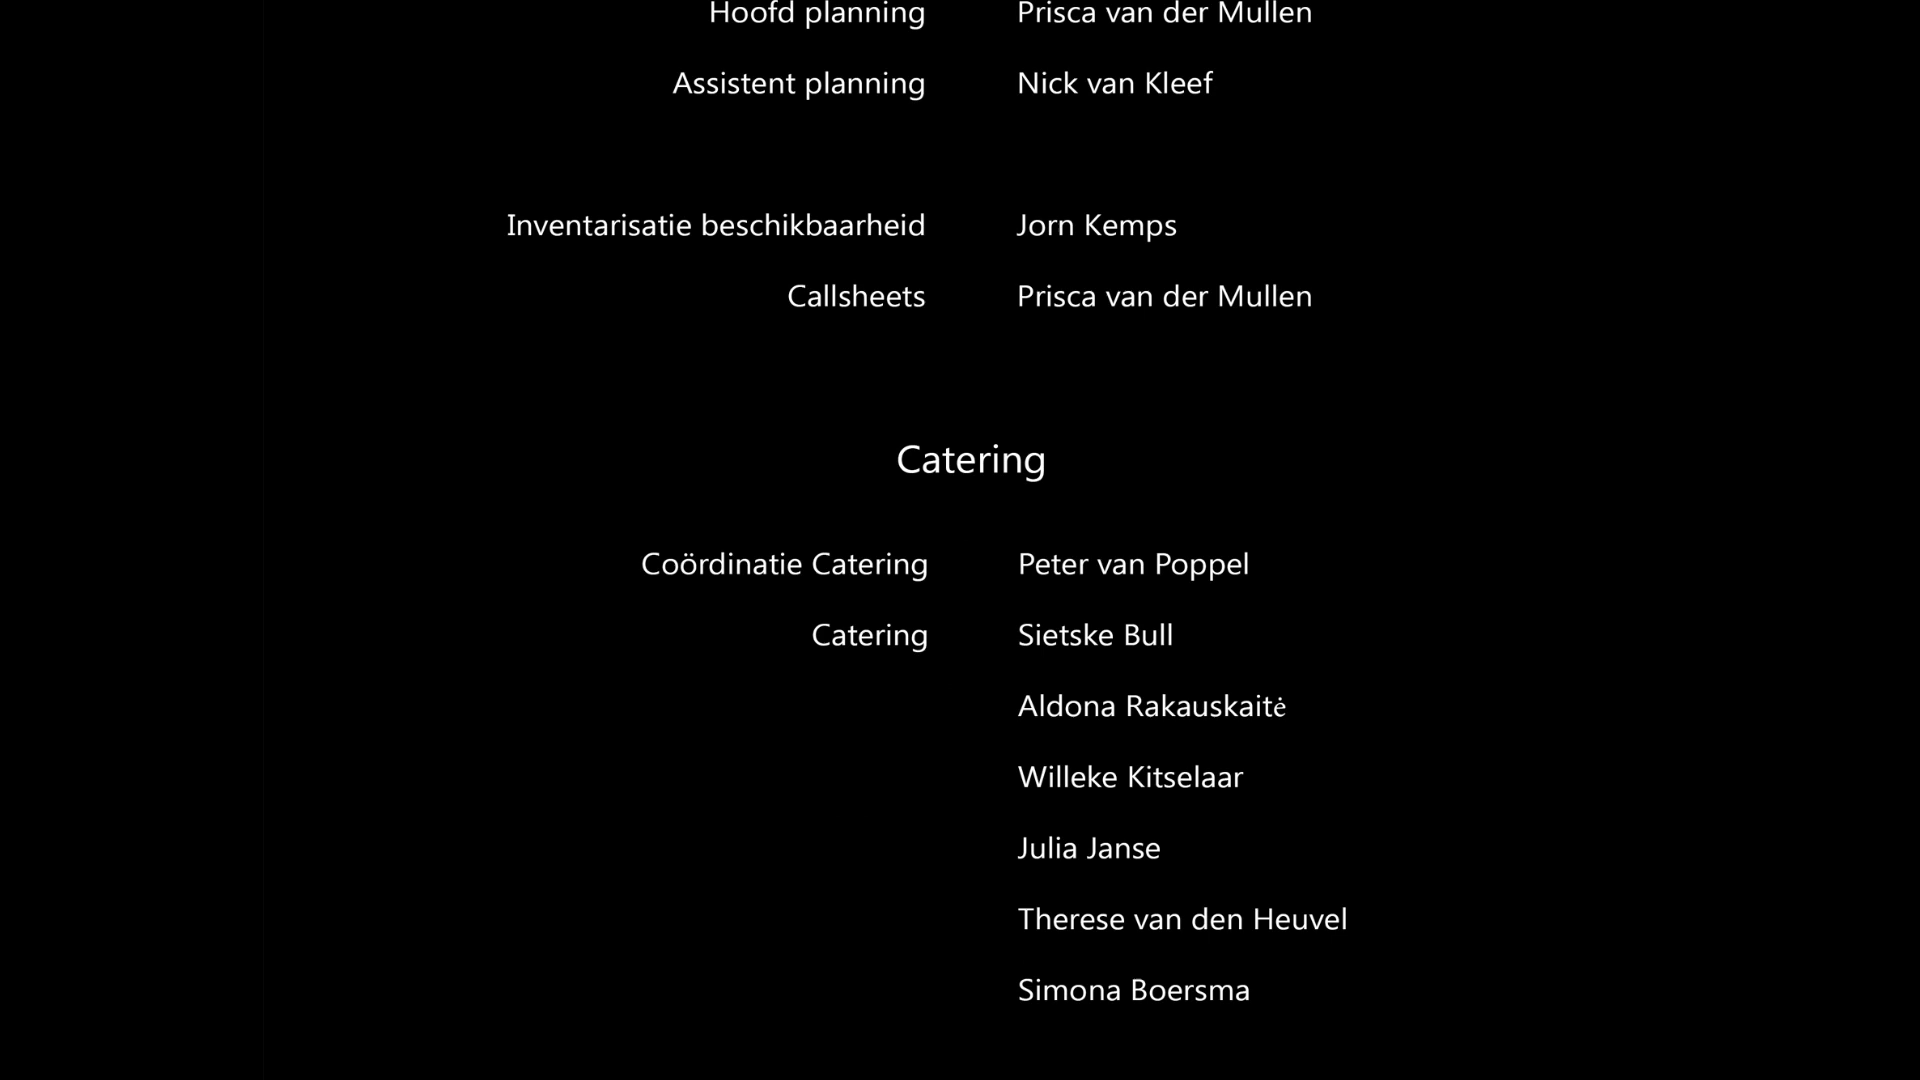 Hoofd planning Prisca van der Mullen
Assistent planning Nick van Kleef
Inventarisatie beschikbaarheid Jorn Kemps
Callsheets Prisca van der Mullen
Catering
Coördinatie Catering Peter van Poppel
Catering Sietske Bull
Aldona Rakauskaitė
Willeke Kitselaar
Julia Janse
Therese van den Heuvel
Simona Boersma